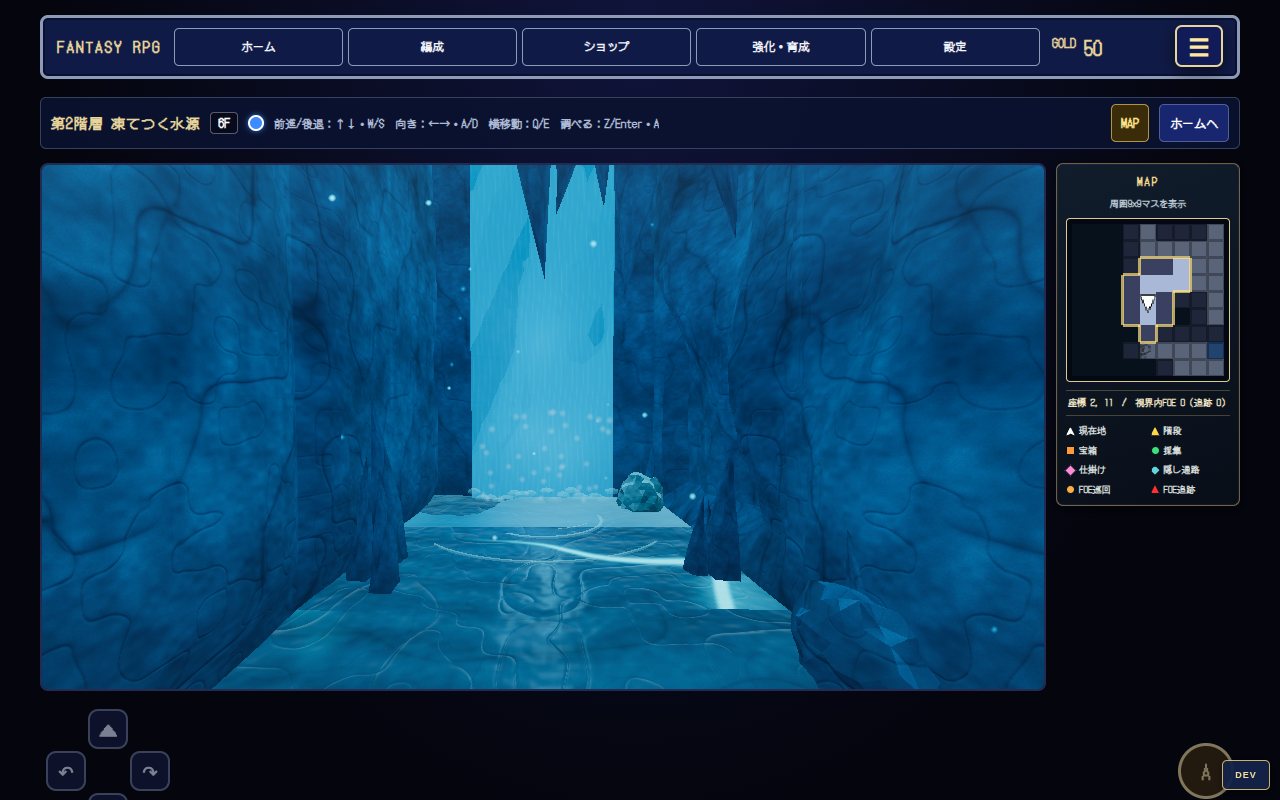 FANTASY RPG ホーム 編成 ショップ 強化・育成 設定 GOLD 50
第2階層 凍てつく水源 6F 前進/後退：↑↓・W/S 向き：←→・A/D 横移動：Q/E 調べる：Z/Enter・A MAP ホームへ
MAP
周囲9x9マスを表示
座標 2, 11 / 視界内FOE 0 (追跡 0)
現在地 階段
宝箱 採集
仕掛け 隠し通路
FOE巡回 FOE追跡
A DEV